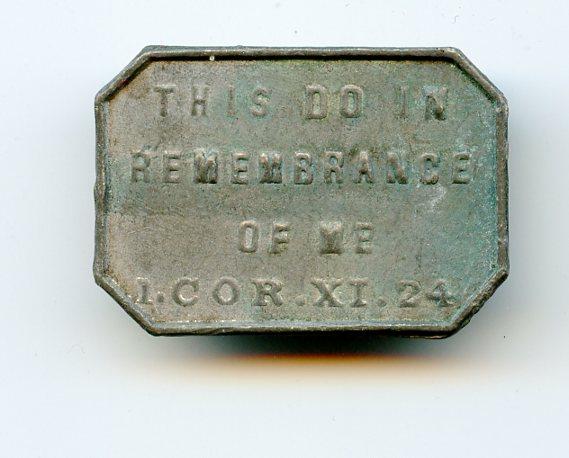 THIS DO IN
REMEMBRANCE
OF ME
1.COR.XI.24